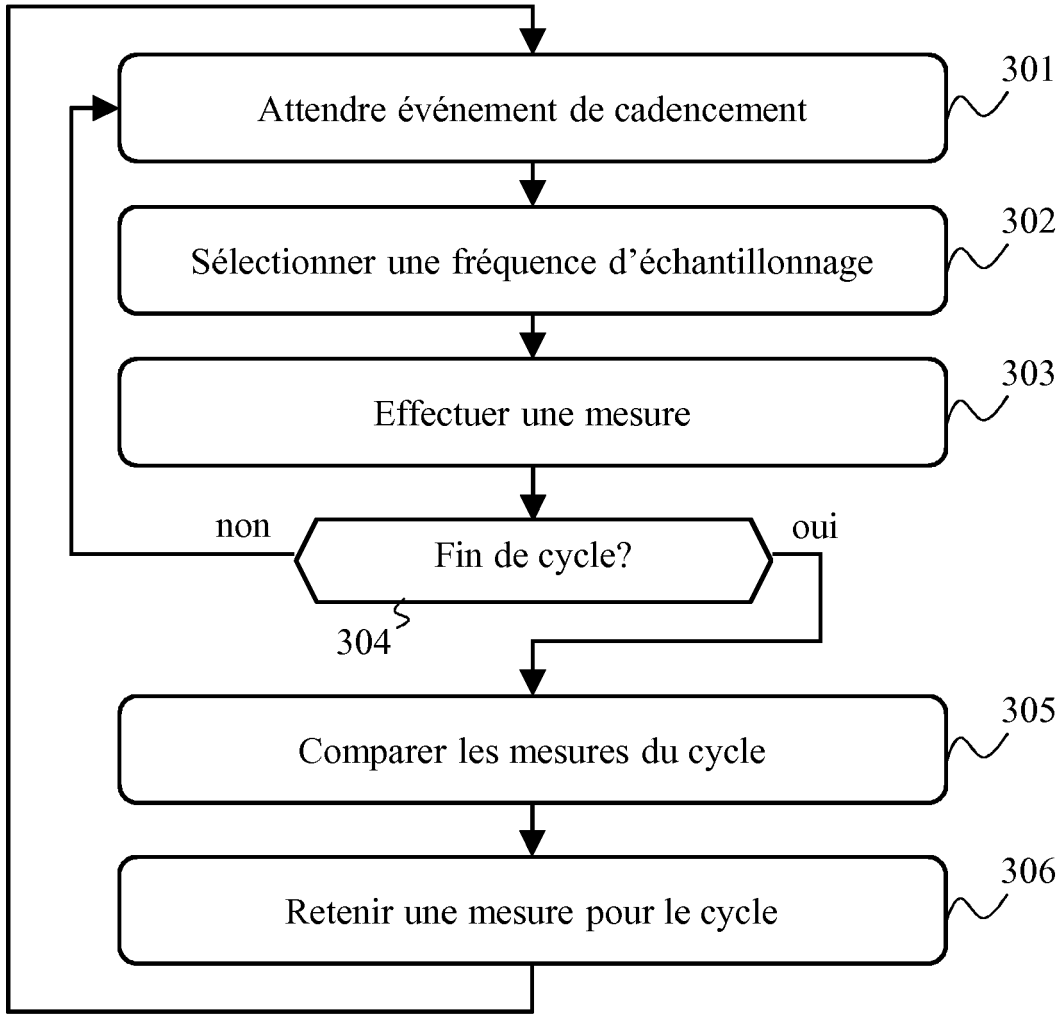 Attendre événement de cadencement
301
Sélectionner une fréquence d’échantillonnage
302
Effectuer une mesure
303
non
Fin de cycle?
oui
304
Comparer les mesures du cycle
305
Retenir une mesure pour le cycle
306